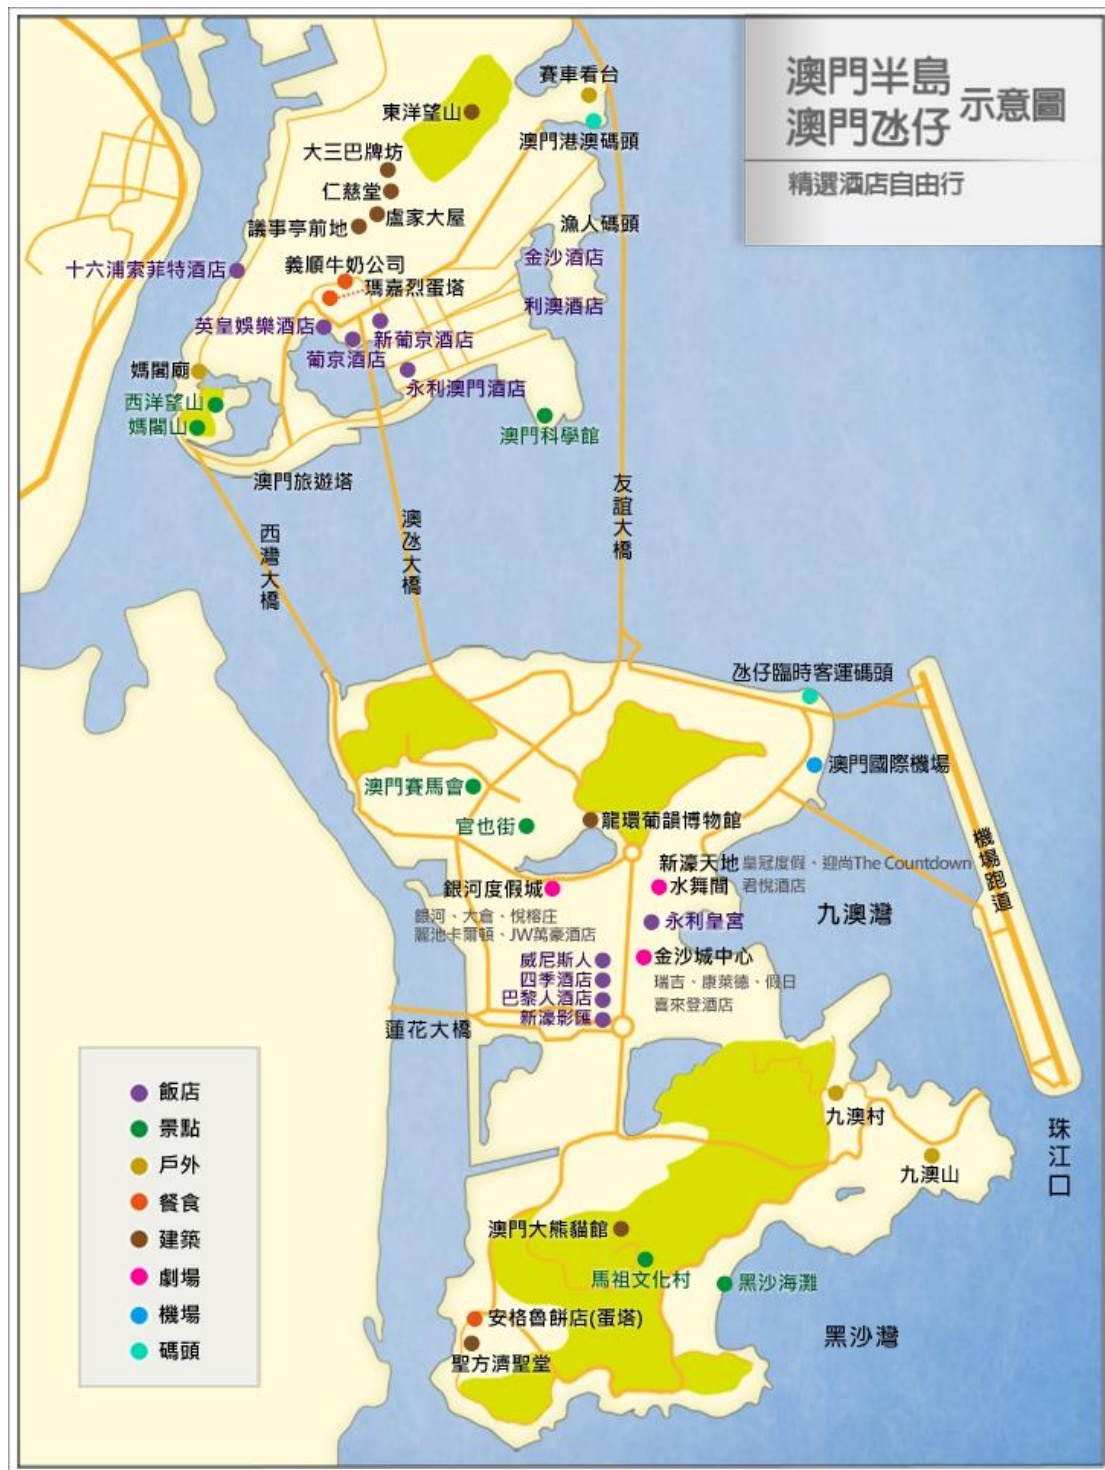 澳門半島
澳門氹仔
示意圖
精選酒店自由行
賽車看台
東洋望山
澳門港澳碼頭
大三巴牌坊
仁慈堂
盧家大屋
議事亭前地
漁人碼頭
金沙酒店
義順牛奶公司
十六浦索菲特酒店
瑪嘉烈蛋塔
利澳酒店
英皇娛樂酒店
新葡京酒店
葡京酒店
媽閣廟
永利澳門酒店
西洋望山
媽閣山
澳門科學館
澳門旅遊塔
西灣大橋
澳氹大橋
友誼大橋
氹仔臨時客運碼頭
澳門國際機場
澳門賽馬會
官也街
龍環葡韻博物館
機場跑道
新濠天地
皇冠度假、迎尚The Countdown
君悅酒店
水舞間
銀河度假城
銀河、大倉、悅榕庄
麗池卡爾頓、JW萬豪酒店
永利皇宮
九澳灣
金沙城中心
瑞吉、康萊德、假日
喜來登酒店
威尼斯人
四季酒店
巴黎人酒店
新濠影匯
蓮花大橋
九澳村
九澳山
珠江口
澳門大熊貓館
馬祖文化村
黑沙海灘
黑沙灣
安格魯餅店(蛋塔)
聖方濟聖堂
飯店
景點
戶外
餐食
建築
劇場
機場
碼頭